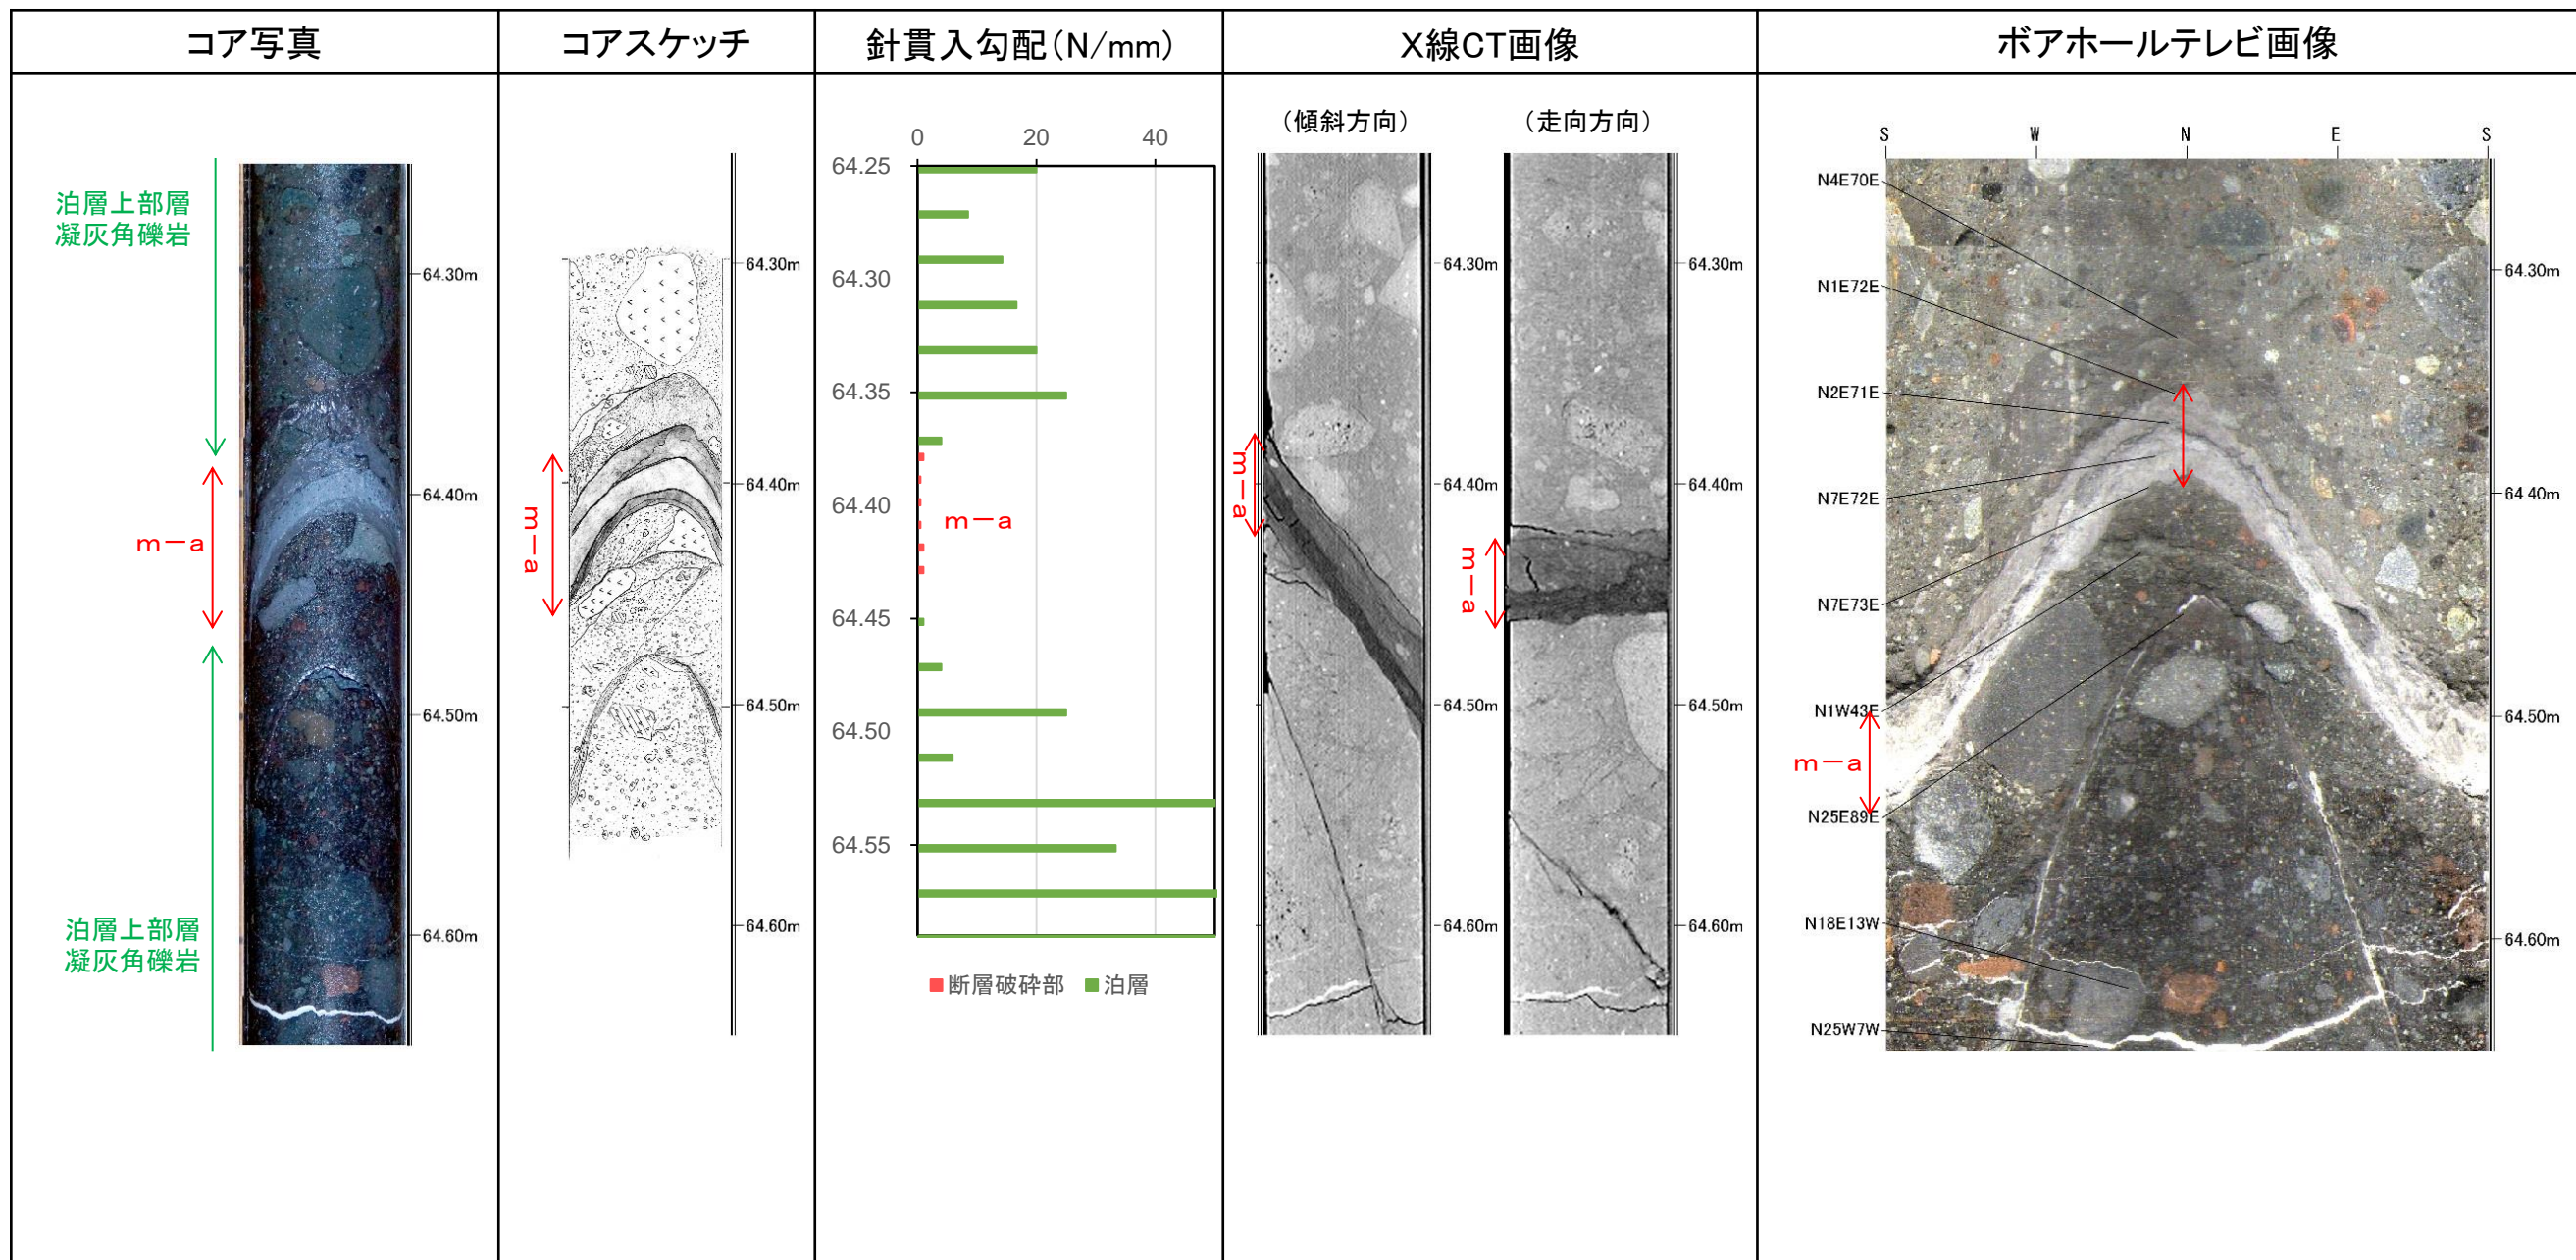 コア写真
コアスケッチ
針貫入勾配(N/mm)
X線CT画像
ボアホールテレビ画像
泊層上部層
凝灰角礫岩
m-a
泊層上部層
凝灰角礫岩
64.30m
64.40m
64.50m
64.60m
m-a
64.30m
64.40m
64.50m
64.60m
0
20
40
64.25
64.30
64.35
64.40
64.45
64.50
64.55
m-a
断層破砕部
泊層
(傾斜方向)
m-a
64.30m
64.40m
64.50m
64.60m
(走向方向)
m-a
64.30m
64.40m
64.50m
64.60m
S
W
N
E
S
N4E70E
N1E72E
N2E71E
N7E72E
N7E73E
N1W43E
m-a
N25E89E
N18E13W
N25W7W
64.30m
64.40m
64.50m
64.60m